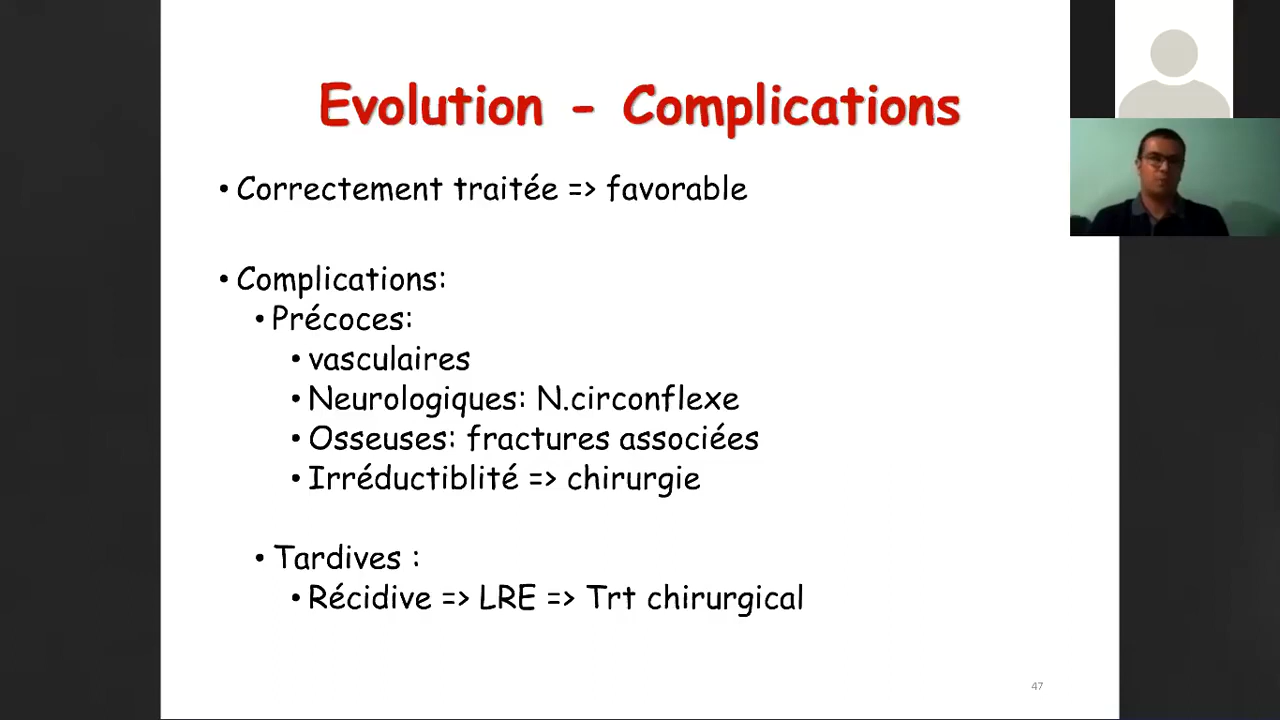 Evolution - Complications
• Correctement traitée => favorable
• Complications:
• Précoces:
• vasculaires
• Neurologiques: N.circonflexe
• Osseuses: fractures associées
• Irréductiblité => chirurgie
• Tardives :
• Récidive => LRE => Trt chirurgical
47